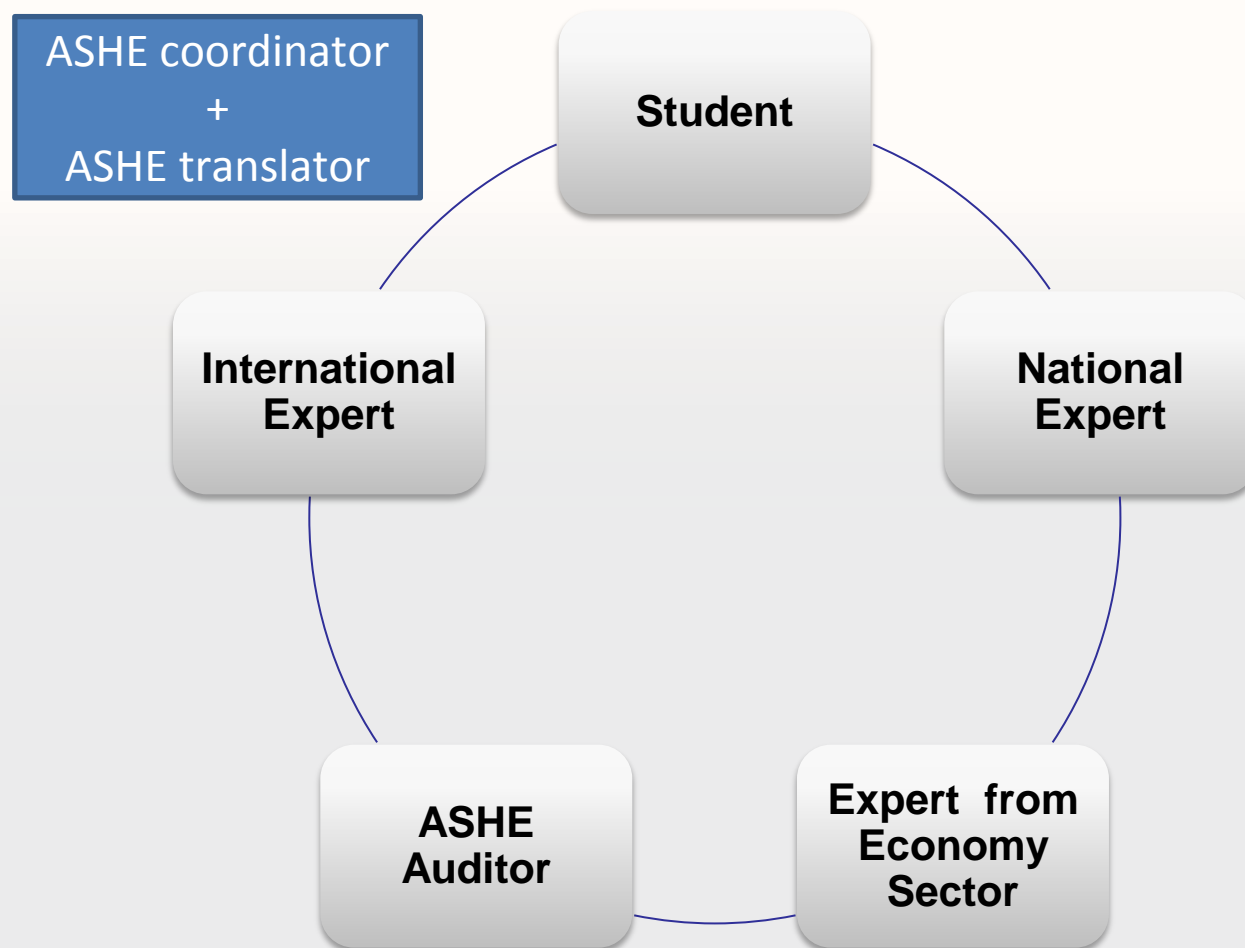 ASHE coordinator
+
ASHE translator
Student
International
Expert
National
Expert
ASHE
Auditor
Expert from
Economy
Sector